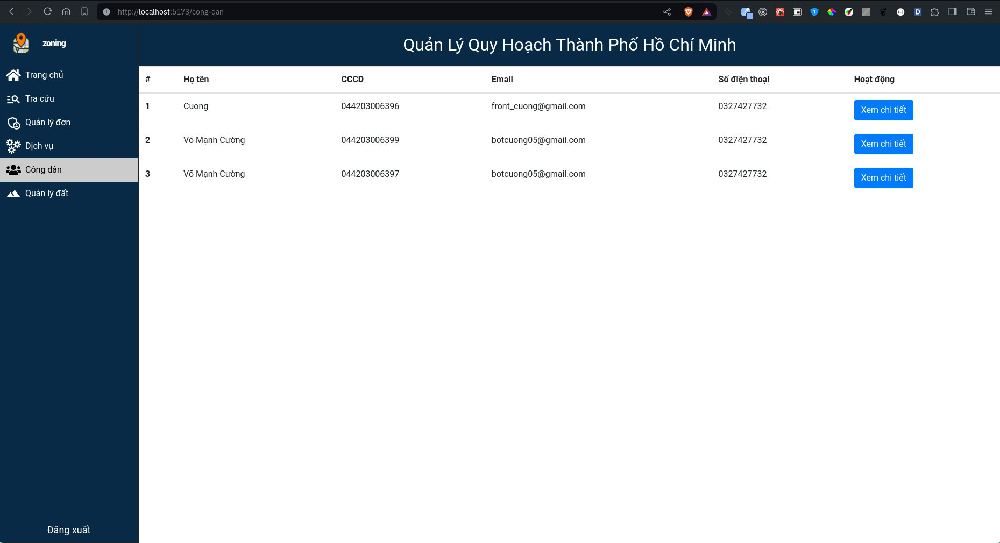 http://localhost:5173/cong-dan
zoning
Quản Lý Quy Hoạch Thành Phố Hồ Chí Minh
Trang chủ
Tra cứu
Quản lý đơn
Dịch vụ
Công dân
Quản lý đất
Đăng xuất
# Họ tên CCCD Email Số điện thoại Hoạt động
1 Cuong 044203006396 front_cuong@gmail.com 0327427732 Xem chi tiết
2 Võ Mạnh Cường 044203006399 botcuong05@gmail.com 0327427732 Xem chi tiết
3 Võ Mạnh Cường 044203006397 botcuong05@gmail.com 0327427732 Xem chi tiết